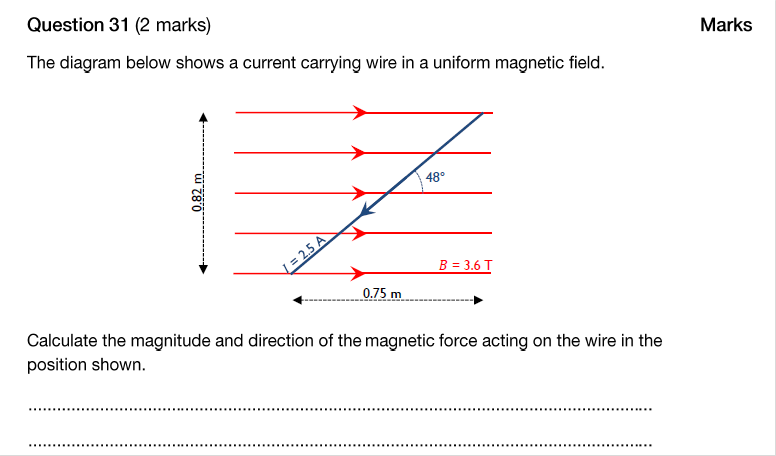 Question 31 (2 marks) Marks
The diagram below shows a current carrying wire in a uniform magnetic field.
0.82 m
48°
I = 2.5 A
B = 3.6 T
0.75 m
Calculate the magnitude and direction of the magnetic force acting on the wire in the
position shown.